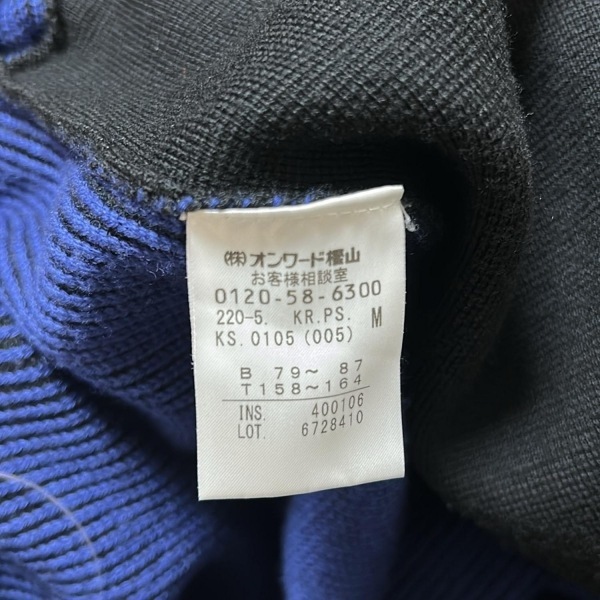 ㈱オンワード樫山
お客様相談室
0120-58-6300
220-5. KR.PS. M
KS.0105 (005)
B 79～ 87
T158～164
INS. 400106
LOT. 6728410